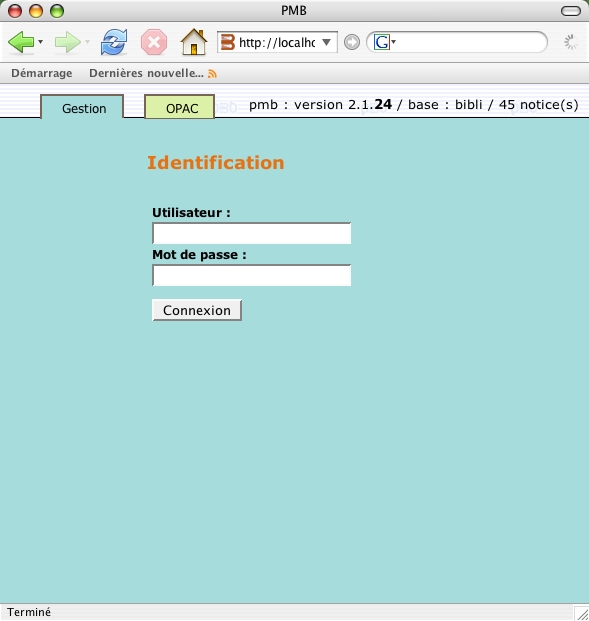 PMB
http://localhc
G
Démarrage Dernières nouvelle...
Gestion OPAC pmb : version 2.1.24 / base : bibli / 45 notice(s)
Identification
Utilisateur :
Mot de passe :
Connexion
Terminé